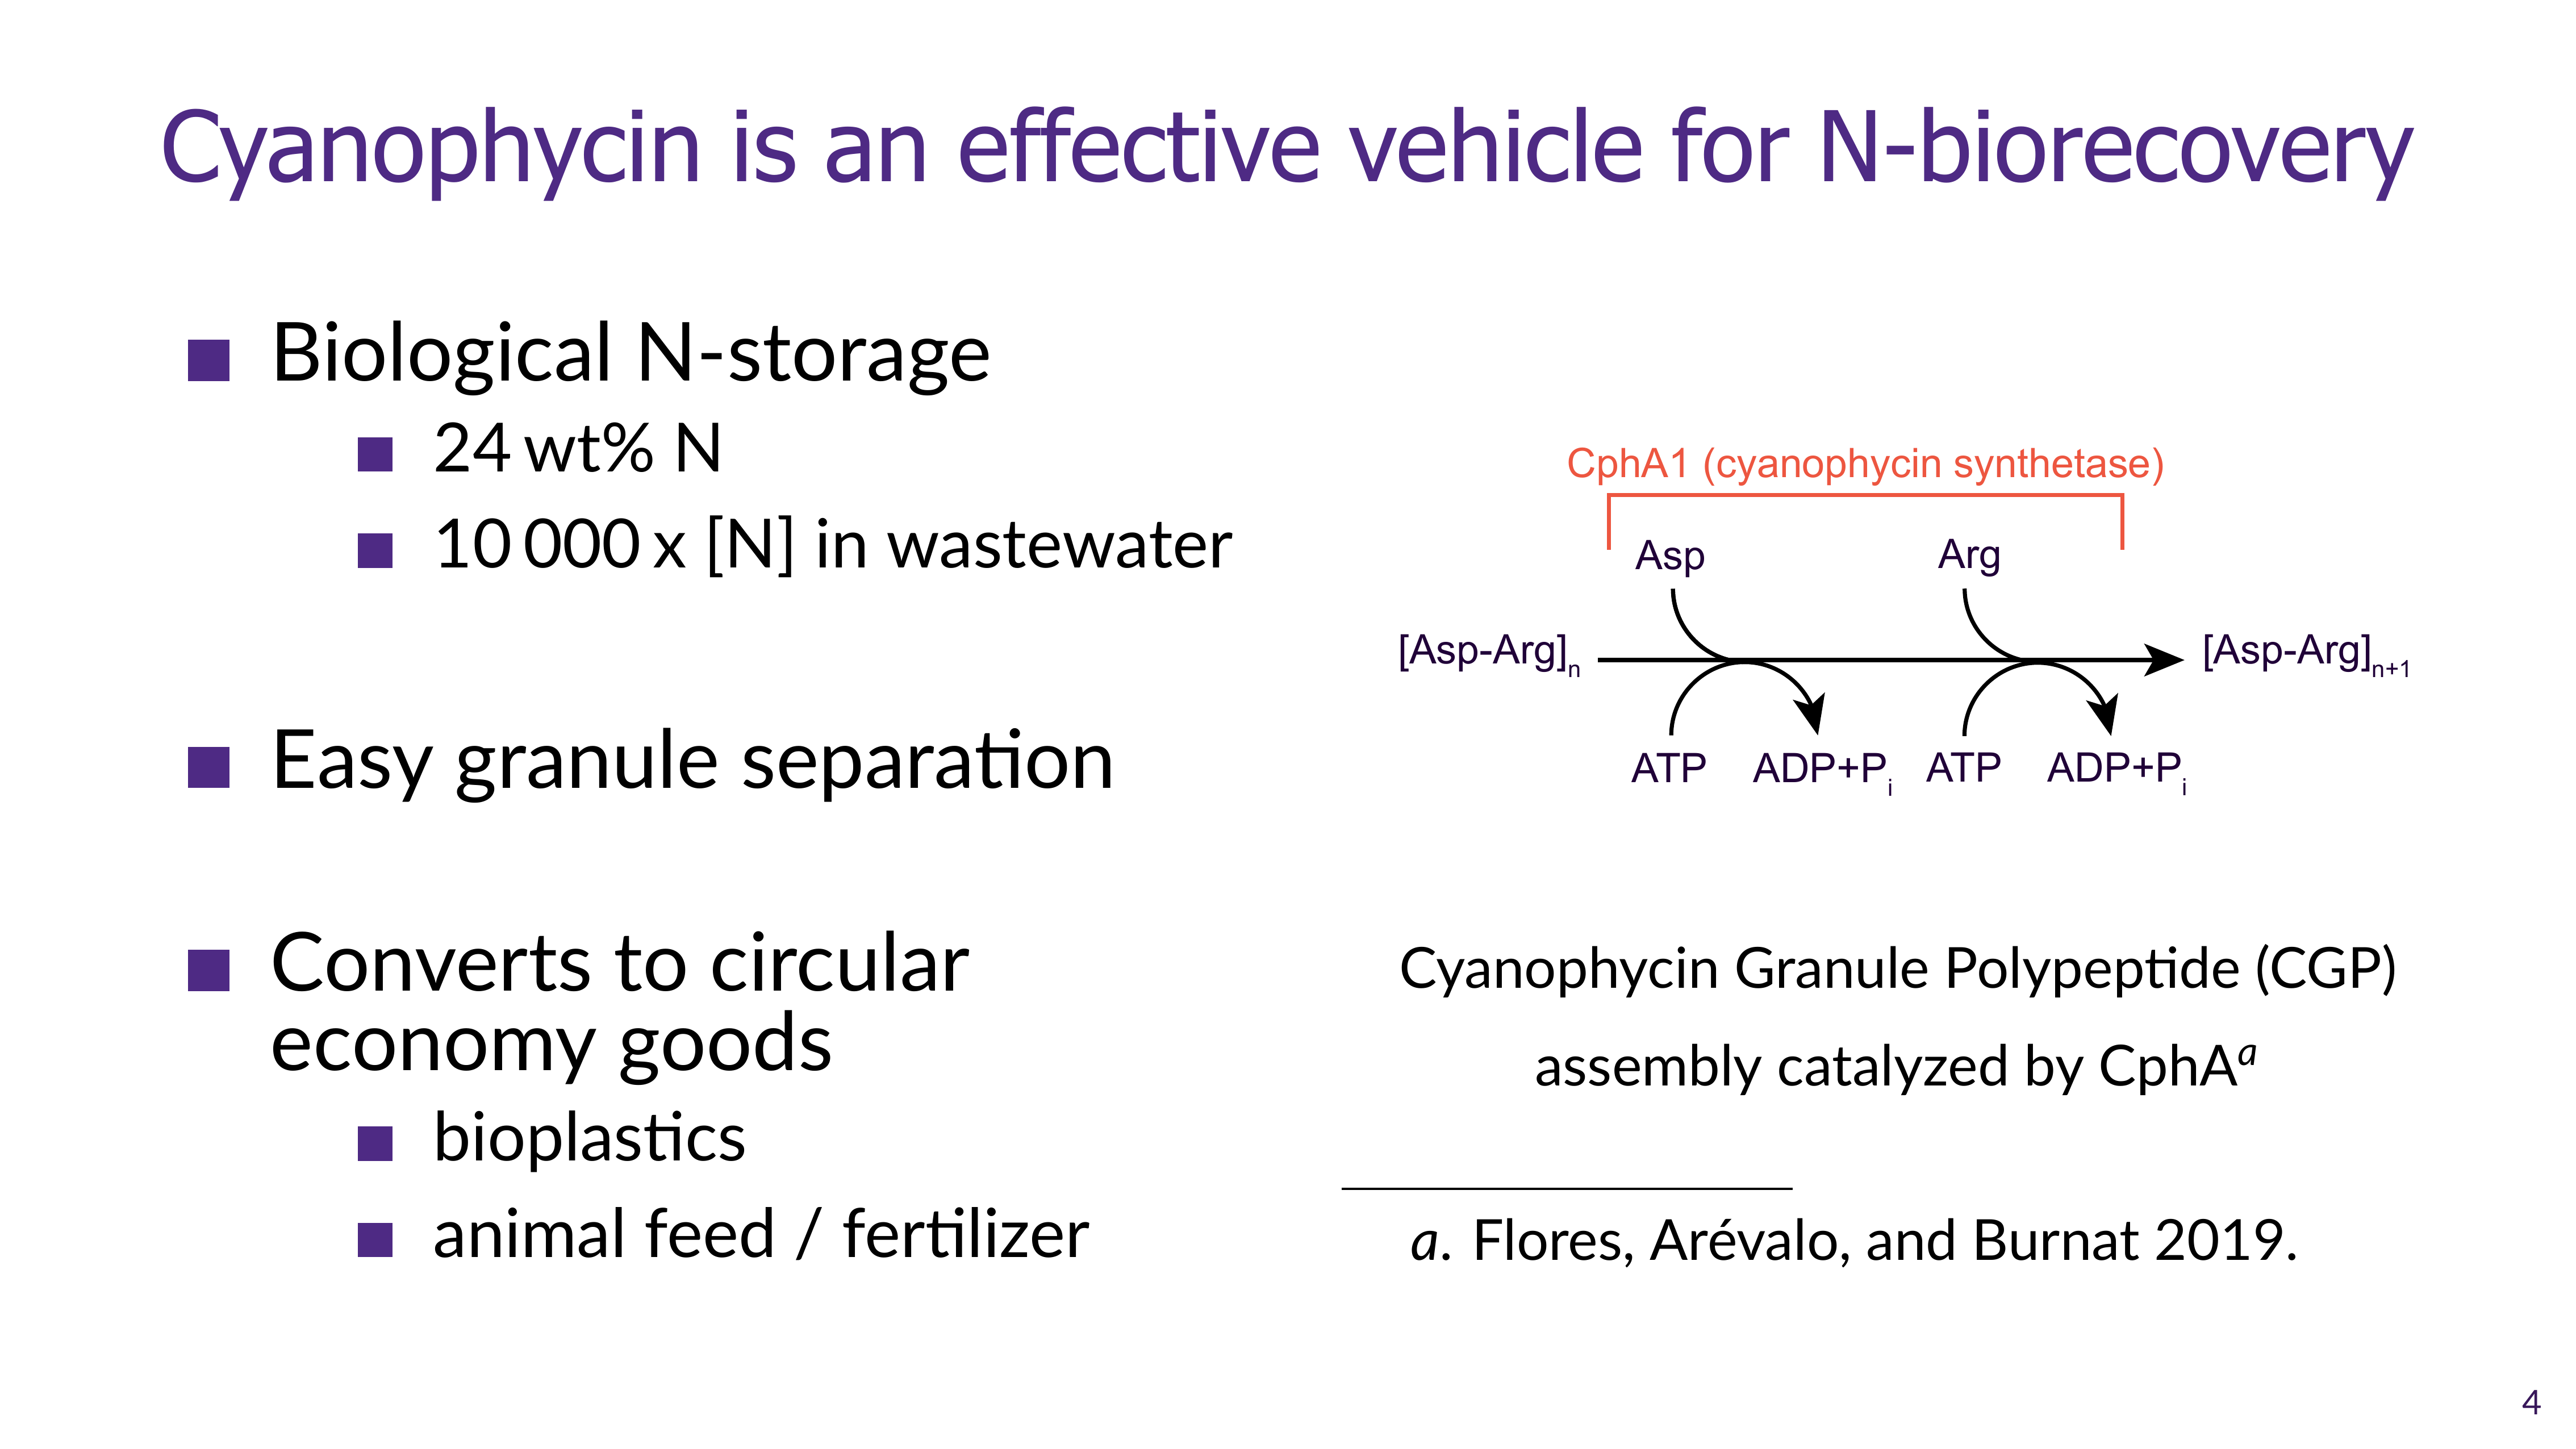 Cyanophycin is an effective vehicle for N-biorecovery
■ Biological N-storage
■ 24 wt% N
■ 10 000 x [N] in wastewater
■ Easy granule separation
■ Converts to circular
economy goods
■ bioplastics
■ animal feed / fertilizer
CphA1 (cyanophycin synthetase)
Asp Arg
[Asp-Arg]n [Asp-Arg]n+1
ATP ADP+Pi ATP ADP+Pi
Cyanophycin Granule Polypeptide (CGP)
assembly catalyzed by CphAa
a. Flores, Arévalo, and Burnat 2019.
4